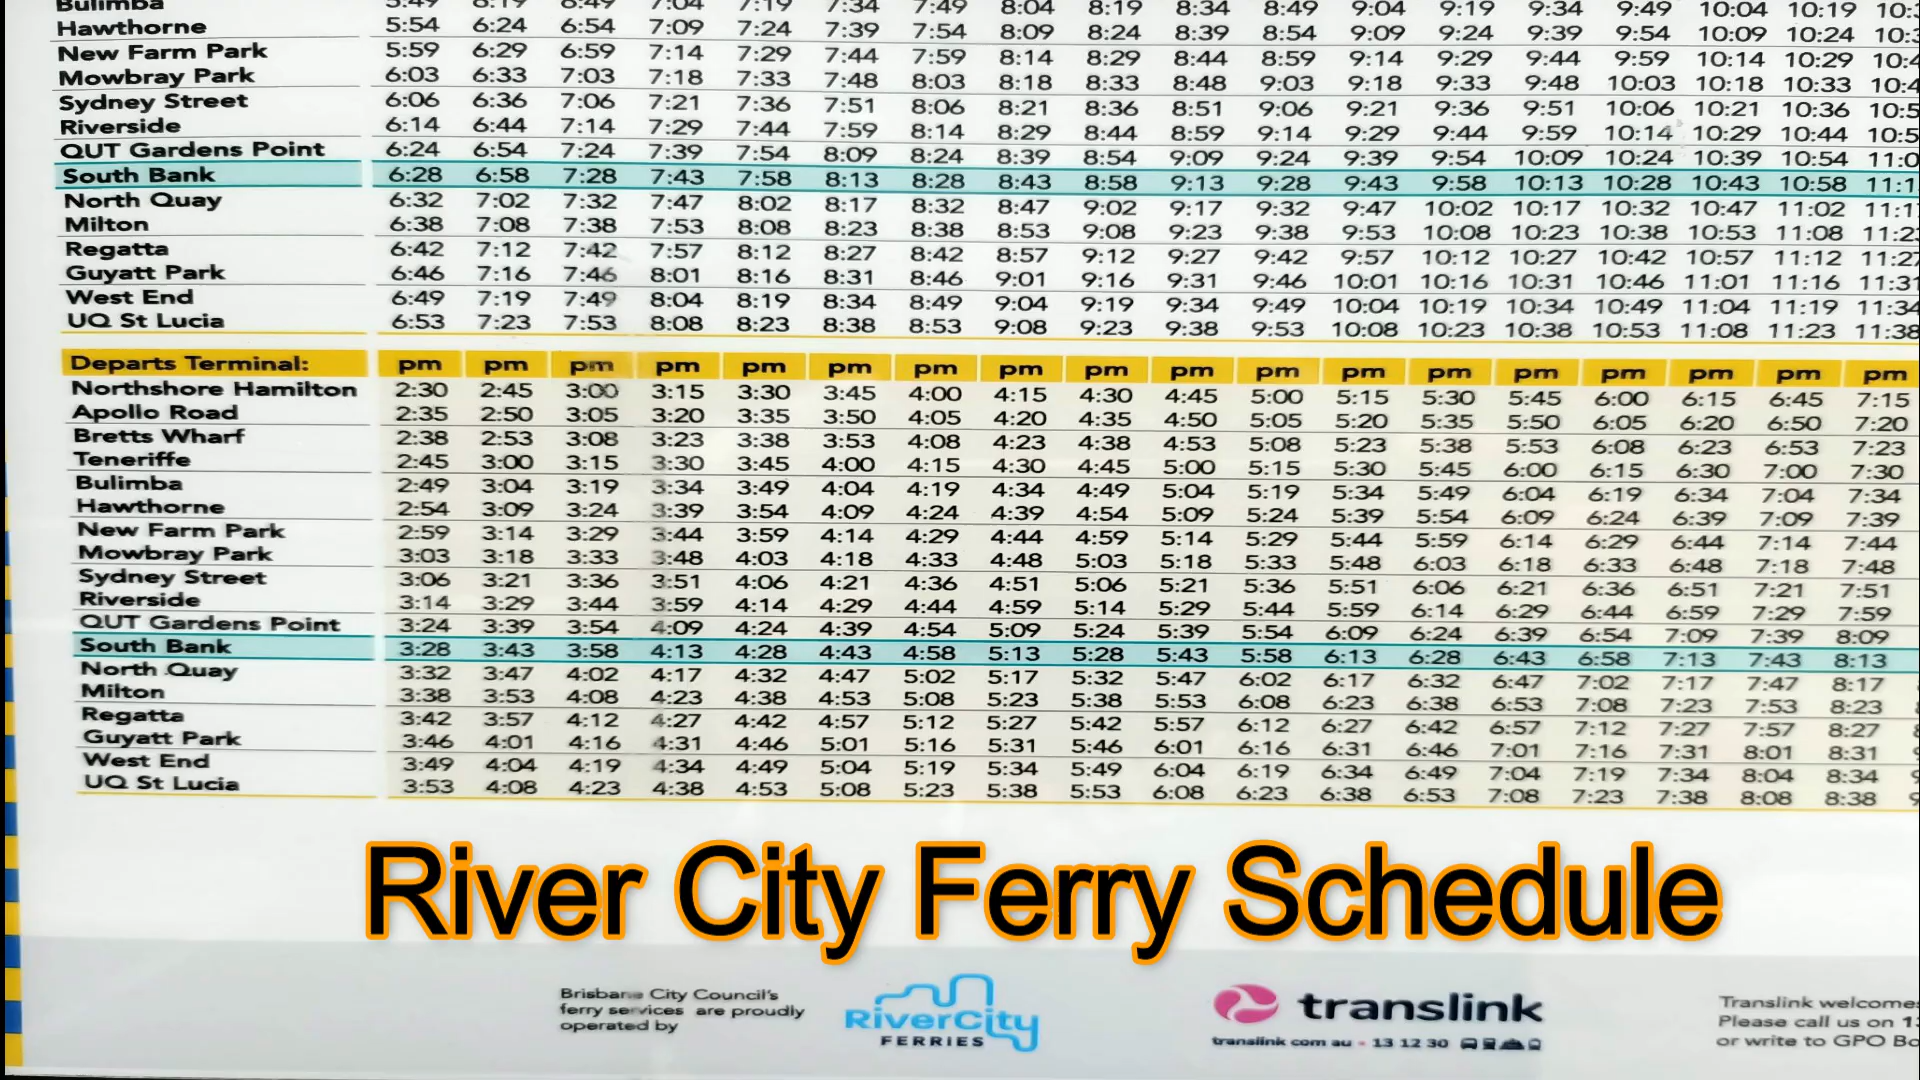 Bulimba 5:49 6:19 6:49 7:04 7:19 7:34 7:49 8:04 8:19 8:34 8:49 9:04 9:19 9:34 9:49 10:04 10:19
Hawthorne 5:54 6:24 6:54 7:09 7:24 7:39 7:54 8:09 8:24 8:39 8:54 9:09 9:24 9:39 9:54 10:09 10:24
New Farm Park 5:59 6:29 6:59 7:14 7:29 7:44 7:59 8:14 8:29 8:44 8:59 9:14 9:29 9:44 9:59 10:14 10:29
Mowbray Park 6:03 6:33 7:03 7:18 7:33 7:48 8:03 8:18 8:33 8:48 9:03 9:18 9:33 9:48 10:03 10:18 10:33
Sydney Street 6:06 6:36 7:06 7:21 7:36 7:51 8:06 8:21 8:36 8:51 9:06 9:21 9:36 9:51 10:06 10:21 10:36
Riverside 6:14 6:44 7:14 7:29 7:44 7:59 8:14 8:29 8:44 8:59 9:14 9:29 9:44 9:59 10:14 10:29 10:44
QUT Gardens Point 6:24 6:54 7:24 7:39 7:54 8:09 8:24 8:39 8:54 9:09 9:24 9:39 9:54 10:09 10:24 10:39 10:54
South Bank 6:28 6:58 7:28 7:43 7:58 8:13 8:28 8:43 8:58 9:13 9:28 9:43 9:58 10:13 10:28 10:43 10:58
North Quay 6:32 7:02 7:32 7:47 8:02 8:17 8:32 8:47 9:02 9:17 9:32 9:47 10:02 10:17 10:32 10:47 11:02
Milton 6:38 7:08 7:38 7:53 8:08 8:23 8:38 8:53 9:08 9:23 9:38 9:53 10:08 10:23 10:38 10:53 11:08
Regatta 6:42 7:12 7:42 7:57 8:12 8:27 8:42 8:57 9:12 9:27 9:42 9:57 10:12 10:27 10:42 10:57 11:12 11:27
Guyatt Park 6:46 7:16 7:46 8:01 8:16 8:31 8:46 9:01 9:16 9:31 9:46 10:01 10:16 10:31 10:46 11:01 11:16 11:31
West End 6:49 7:19 7:49 8:04 8:19 8:34 8:49 9:04 9:19 9:34 9:49 10:04 10:19 10:34 10:49 11:04 11:19 11:34
UQ St Lucia 6:53 7:23 7:53 8:08 8:23 8:38 8:53 9:08 9:23 9:38 9:53 10:08 10:23 10:38 10:53 11:08 11:23 11:38
Departs Terminal: pm pm pm pm pm pm pm pm pm pm pm pm pm pm pm pm pm pm
Northshore Hamilton 2:30 2:45 3:00 3:15 3:30 3:45 4:00 4:15 4:30 4:45 5:00 5:15 5:30 5:45 6:00 6:15 6:45 7:15
Apollo Road 2:35 2:50 3:05 3:20 3:35 3:50 4:05 4:20 4:35 4:50 5:05 5:20 5:35 5:50 6:05 6:20 6:50 7:20
Bretts Wharf 2:38 2:53 3:08 3:23 3:38 3:53 4:08 4:23 4:38 4:53 5:08 5:23 5:38 5:53 6:08 6:23 6:53 7:23
Teneriffe 2:45 3:00 3:15 3:30 3:45 4:00 4:15 4:30 4:45 5:00 5:15 5:30 5:45 6:00 6:15 6:30 7:00 7:30
Bulimba 2:49 3:04 3:19 3:34 3:49 4:04 4:19 4:34 4:49 5:04 5:19 5:34 5:49 6:04 6:19 6:34 7:04 7:34
Hawthorne 2:54 3:09 3:24 3:39 3:54 4:09 4:24 4:39 4:54 5:09 5:24 5:39 5:54 6:09 6:24 6:39 7:09 7:39
New Farm Park 2:59 3:14 3:29 3:44 3:59 4:14 4:29 4:44 4:59 5:14 5:29 5:44 5:59 6:14 6:29 6:44 7:14 7:44
Mowbray Park 3:03 3:18 3:33 3:48 4:03 4:18 4:33 4:48 5:03 5:18 5:33 5:48 6:03 6:18 6:33 6:48 7:18 7:48
Sydney Street 3:06 3:21 3:36 3:51 4:06 4:21 4:36 4:51 5:06 5:21 5:36 5:51 6:06 6:21 6:36 6:51 7:21 7:51
Riverside 3:14 3:29 3:44 3:59 4:14 4:29 4:44 4:59 5:14 5:29 5:44 5:59 6:14 6:29 6:44 6:59 7:29 7:59
QUT Gardens Point 3:24 3:39 3:54 4:09 4:24 4:39 4:54 5:09 5:24 5:39 5:54 6:09 6:24 6:39 6:54 7:09 7:39 8:09
South Bank 3:28 3:43 3:58 4:13 4:28 4:43 4:58 5:13 5:28 5:43 5:58 6:13 6:28 6:43 6:58 7:13 7:43 8:13
North Quay 3:32 3:47 4:02 4:17 4:32 4:47 5:02 5:17 5:32 5:47 6:02 6:17 6:32 6:47 7:02 7:17 7:47 8:17
Milton 3:38 3:53 4:08 4:23 4:38 4:53 5:08 5:23 5:38 5:53 6:08 6:23 6:38 6:53 7:08 7:23 7:53 8:23
Regatta 3:42 3:57 4:12 4:27 4:42 4:57 5:12 5:27 5:42 5:57 6:12 6:27 6:42 6:57 7:12 7:27 7:57 8:27
Guyatt Park 3:46 4:01 4:16 4:31 4:46 5:01 5:16 5:31 5:46 6:01 6:16 6:31 6:46 7:01 7:16 7:31 8:01 8:31
West End 3:49 4:04 4:19 4:34 4:49 5:04 5:19 5:34 5:49 6:04 6:19 6:34 6:49 7:04 7:19 7:34 8:04 8:34
UQ St Lucia 3:53 4:08 4:23 4:38 4:53 5:08 5:23 5:38 5:53 6:08 6:23 6:38 6:53 7:08 7:23 7:38 8:08 8:38
River City Ferry Schedule
Brisbane City Council's
ferry services are proudly
operated by
RiverCity
FERRIES
translink
translink com au - 13 12 30
Translink welcomes
Please call us on
or write to GPO